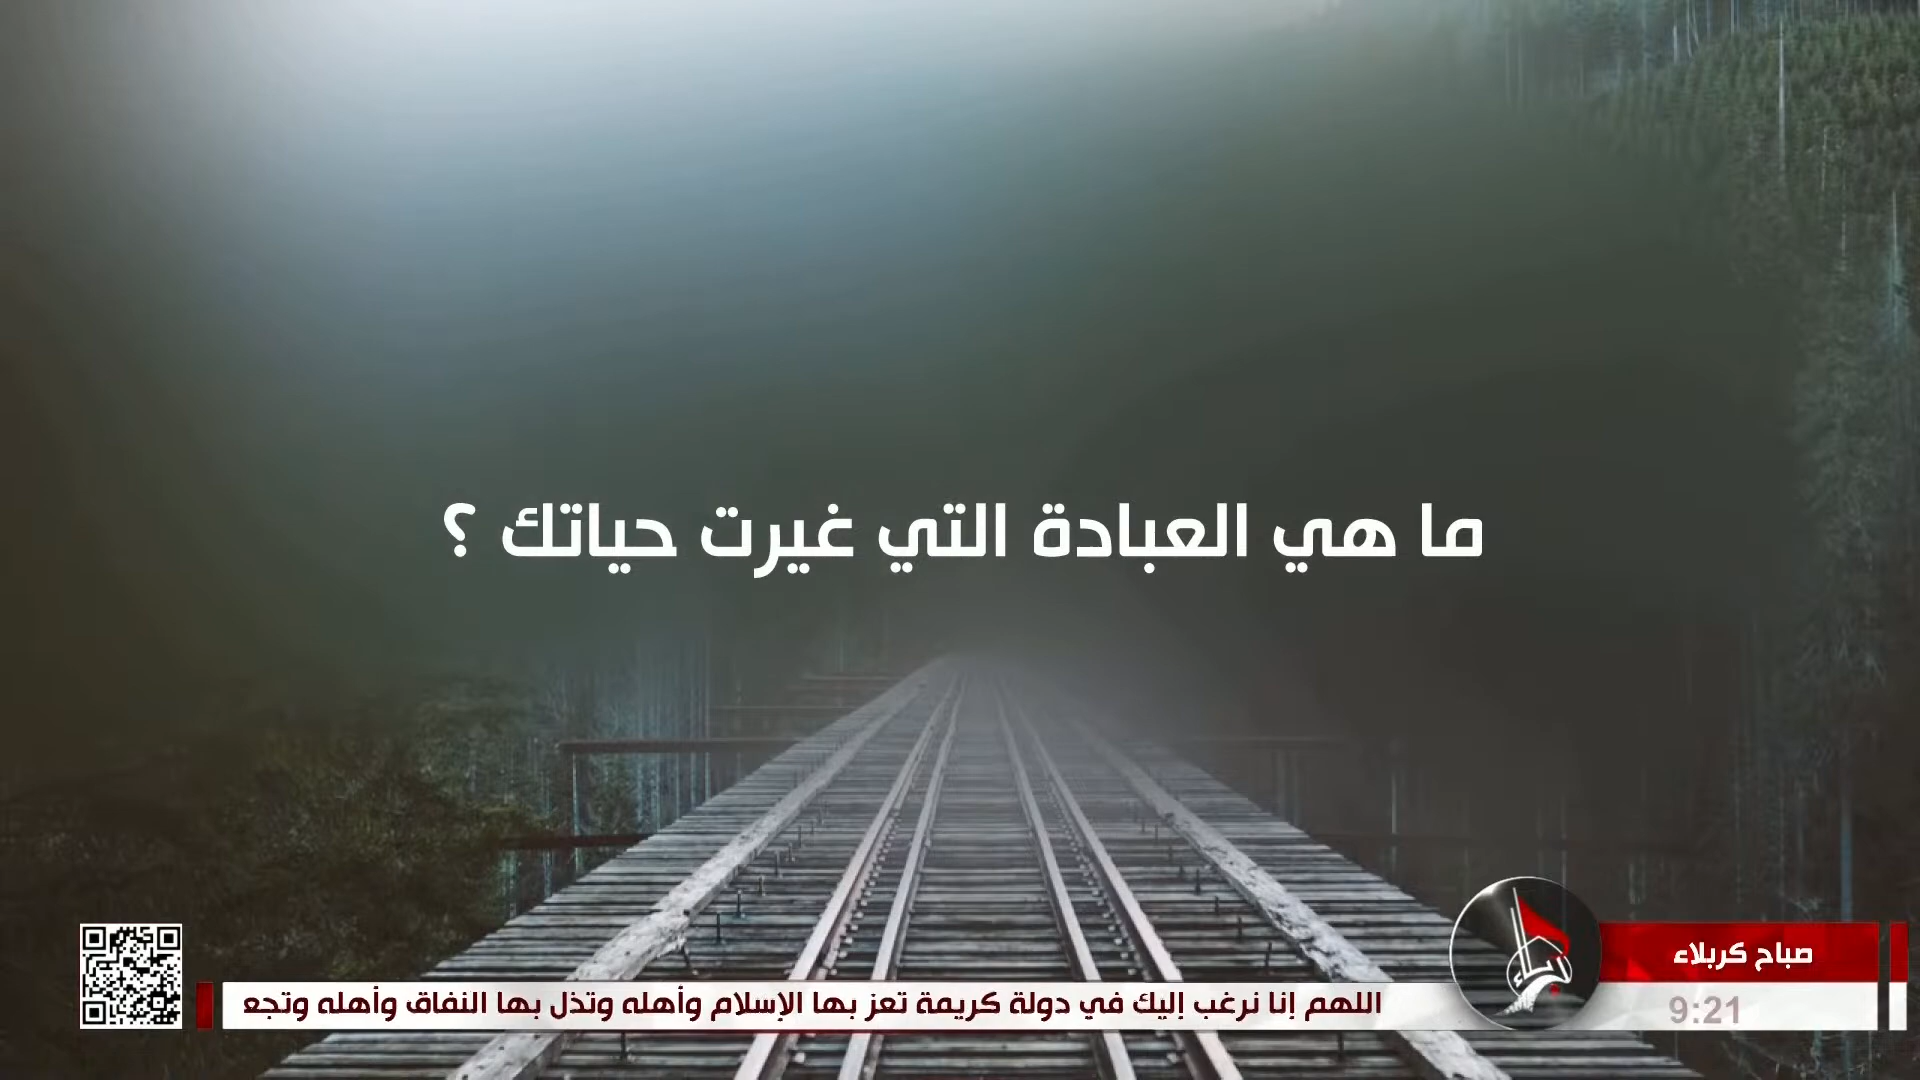 ما هي العبادة التي غيرت حياتك ؟
صباح كربلاء
9:21
اللهم إنا نرغب إليك في دولة كريمة تعز بها الإسلام وأهله وتذل بها النفاق وأهله وتجع